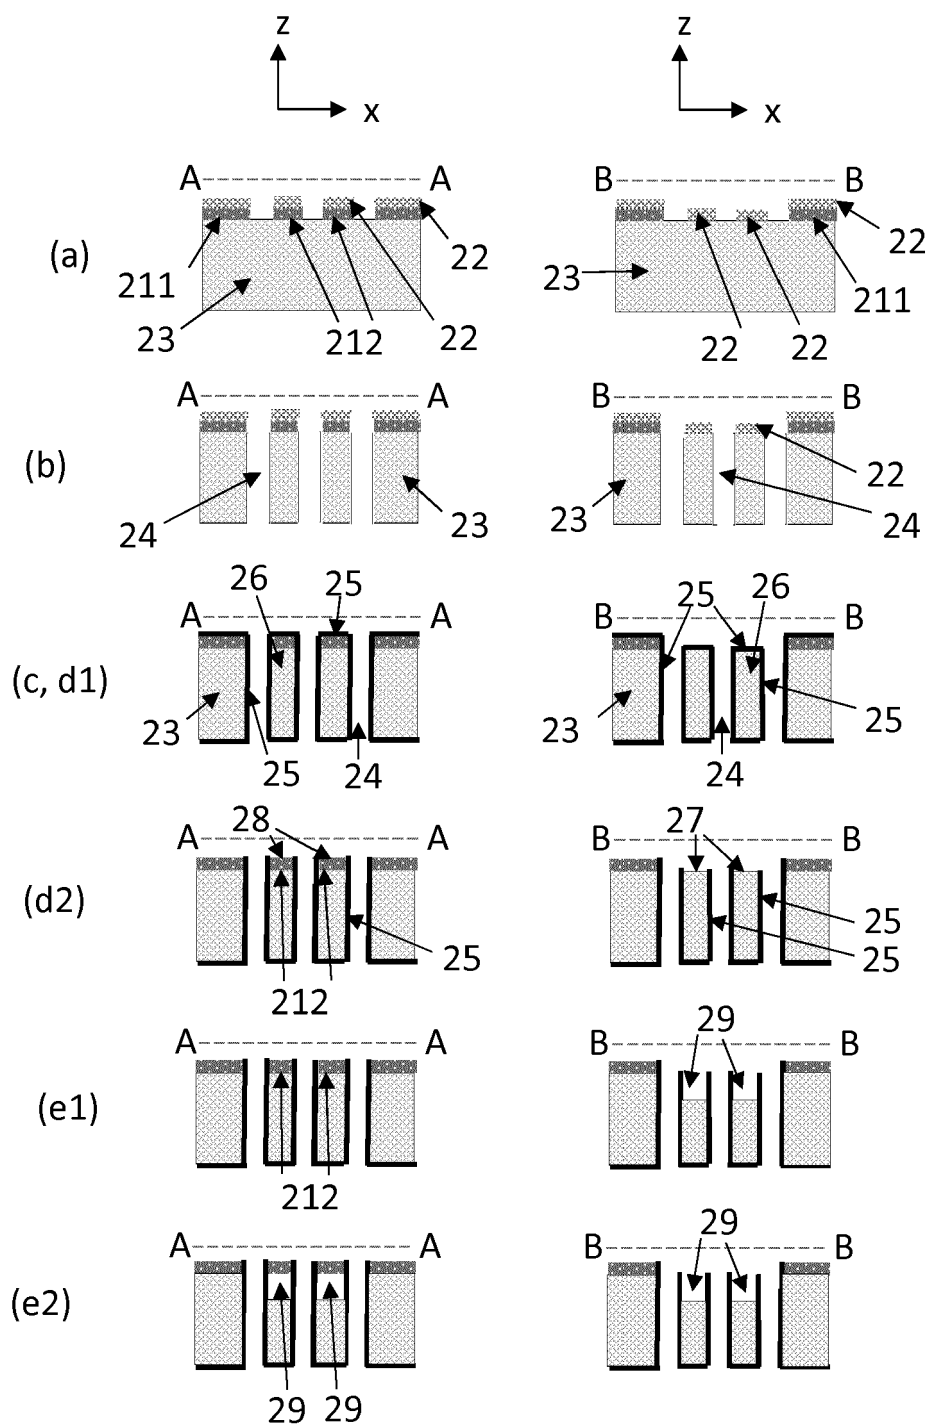 z z
x x
A A B B
22
211 22 23 211
(a)
23 212 22 22 22
A A B B
(b)
22
24 23 23 24
26 25 25 26
A A B B
(c, d1)
23 25 24 23 24 25
28 27
A A B B
(d2)
25 25
212 25
29
A A B B
(e1)
212
29
A A B B
(e2)
29 29